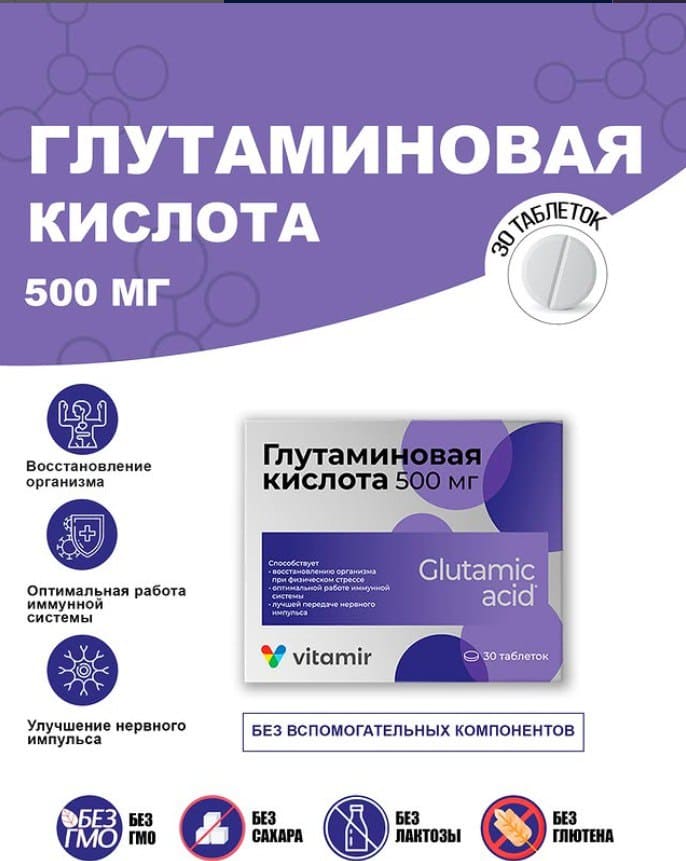 ГЛУТАМИНОВАЯ
КИСЛОТА
500 МГ
30 ТАБЛЕТОК
Восстановление
организма
Оптимальная работа
иммунной
системы
Улучшение нервного
импульса
Глутаминовая
кислота 500 мг
Способствует
• восстановлению организма
при физическом стрессе
• оптимальной работе иммунной
системы
• лучшей передаче нервного
импульса
Glutamic
acid*
vitamir
30 таблеток
БЕЗ ВСПОМОГАТЕЛЬНЫХ КОМПОНЕНТОВ
БЕЗ
ГМО
БЕЗ
ГМО
БЕЗ
САХАРА
БЕЗ
ЛАКТОЗЫ
БЕЗ
ГЛЮТЕНА